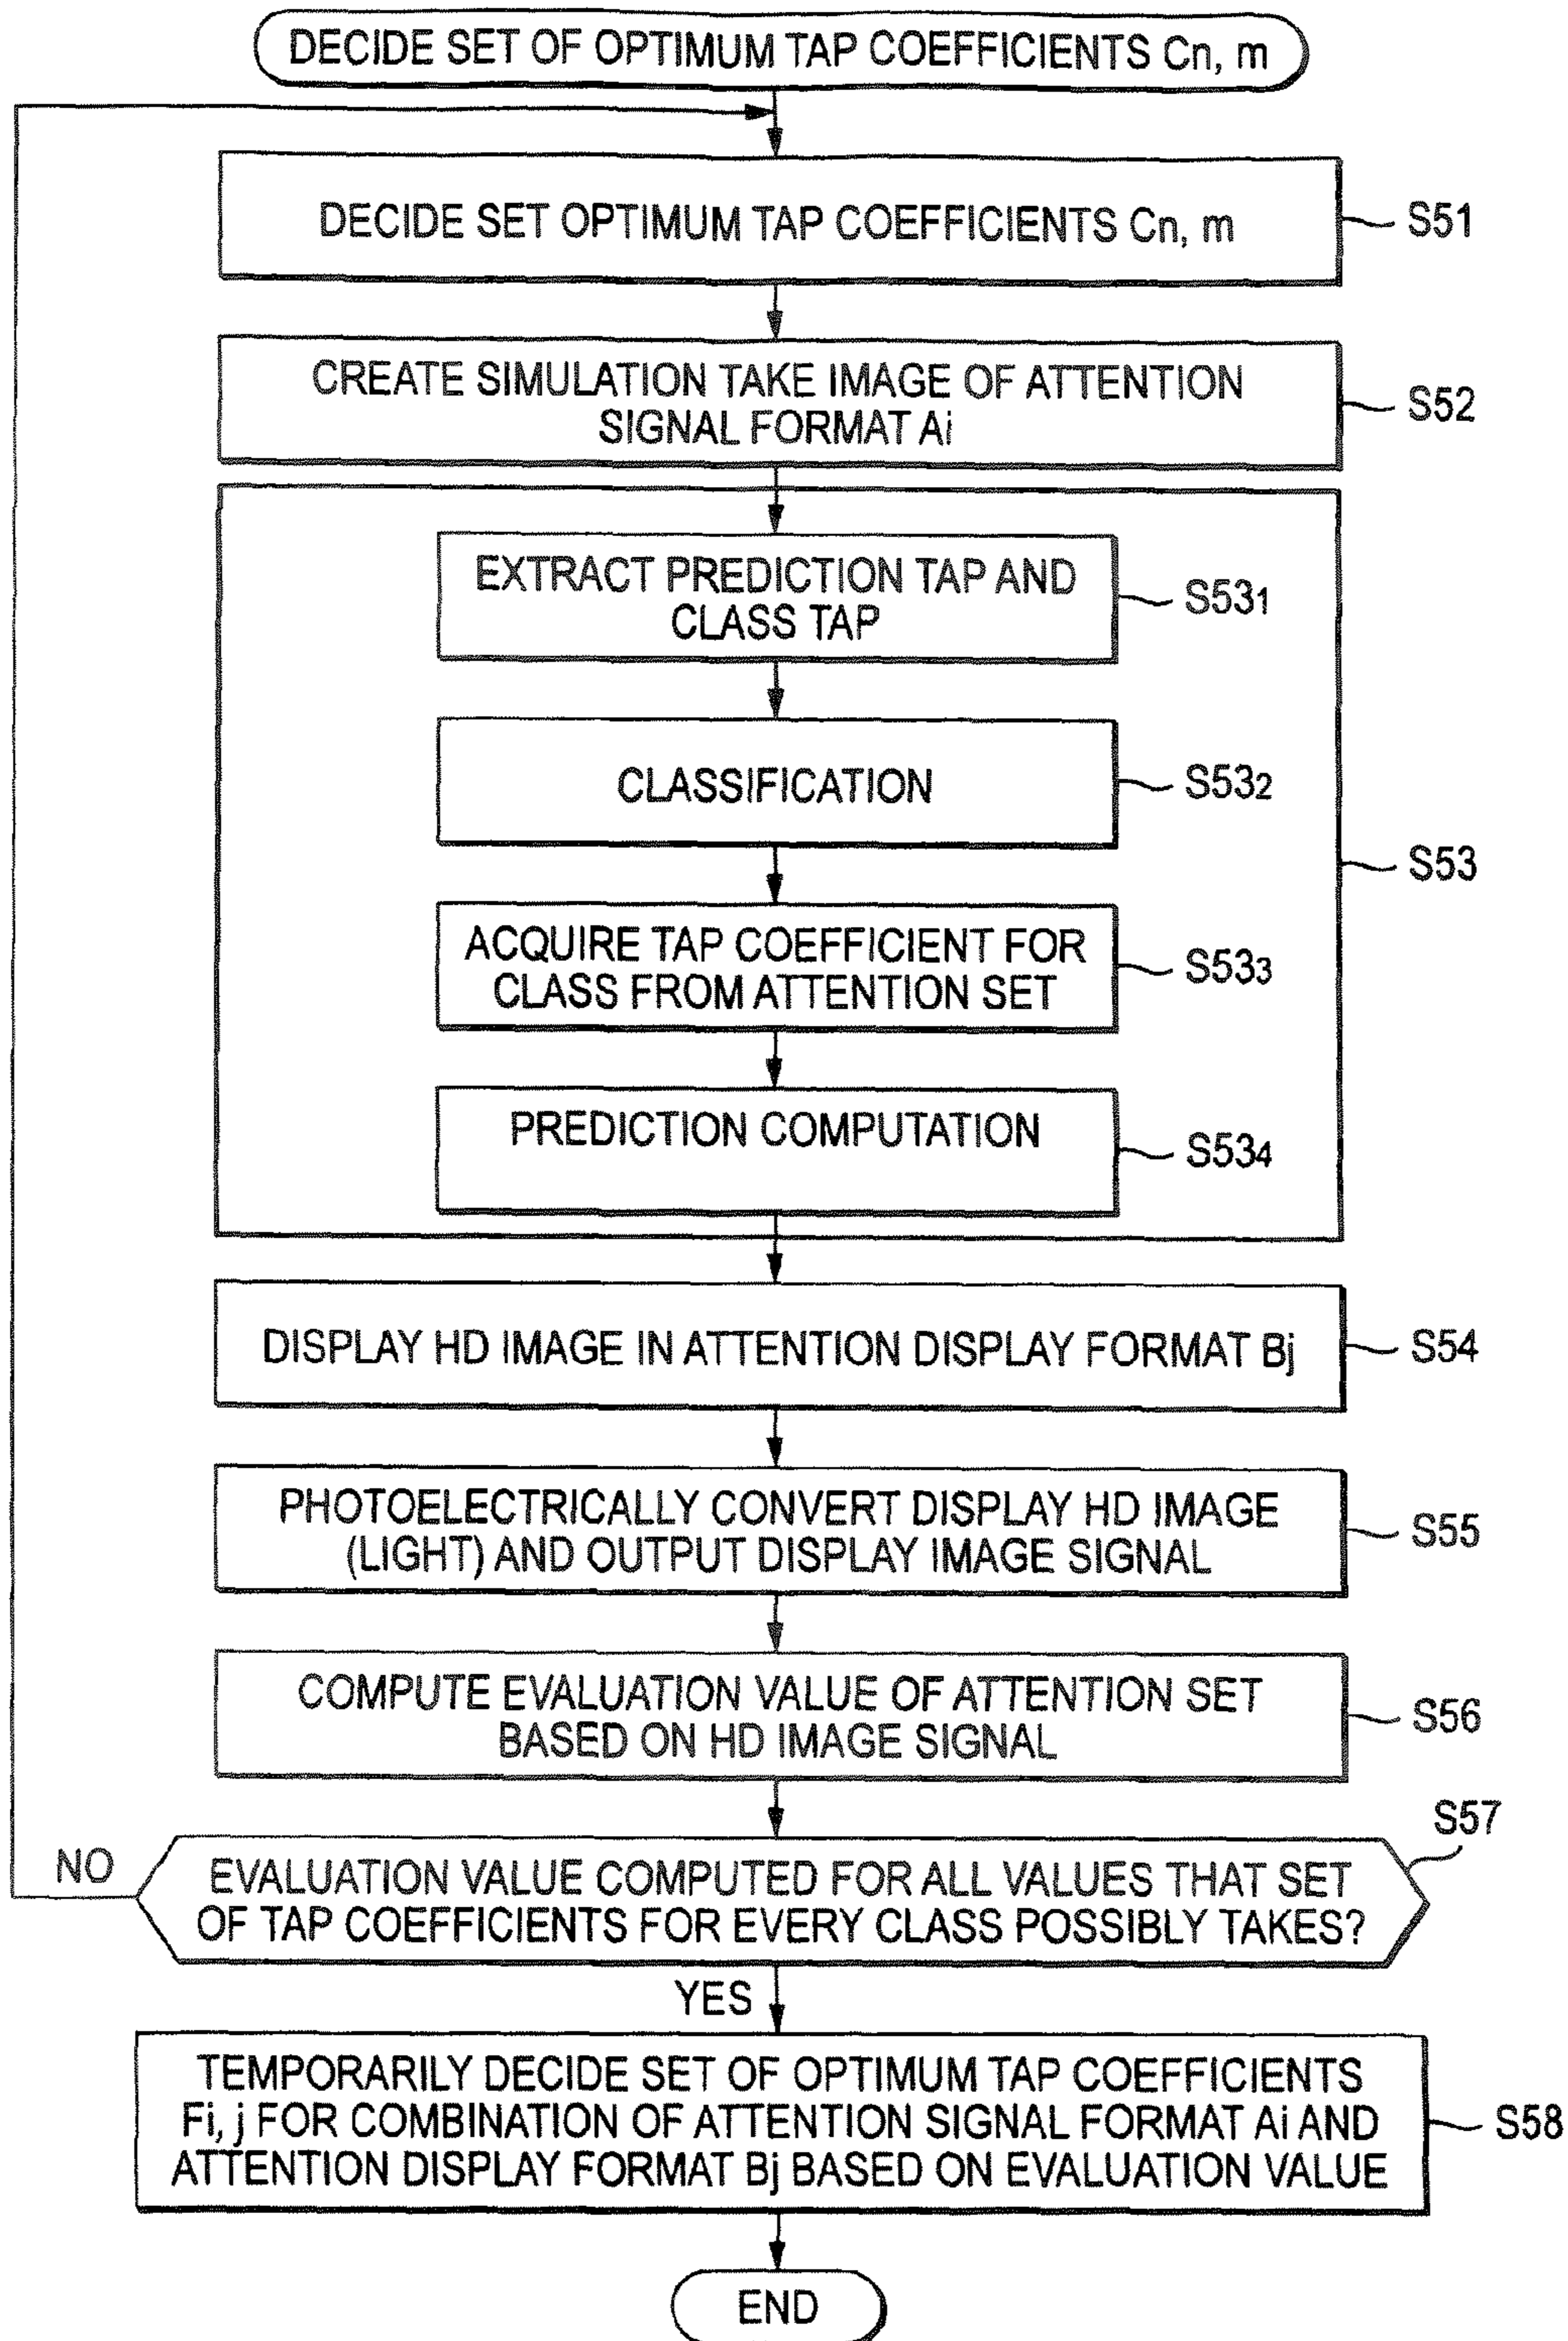 DECIDE SET OF OPTIMUM TAP COEFFICIENTS Cn, m
DECIDE SET OPTIMUM TAP COEFFICIENTS Cn, m
S51
CREATE SIMULATION TAKE IMAGE OF ATTENTION
SIGNAL FORMAT Ai
S52
EXTRACT PREDICTION TAP AND
CLASS TAP
S531
CLASSIFICATION
S532
S53
ACQUIRE TAP COEFFICIENT FOR
CLASS FROM ATTENTION SET
S533
PREDICTION COMPUTATION
S534
DISPLAY HD IMAGE IN ATTENTION DISPLAY FORMAT Bj
S54
PHOTOELECTRICALLY CONVERT DISPLAY HD IMAGE
(LIGHT) AND OUTPUT DISPLAY IMAGE SIGNAL
S55
COMPUTE EVALUATION VALUE OF ATTENTION SET
BASED ON HD IMAGE SIGNAL
S56
S57
NO
EVALUATION VALUE COMPUTED FOR ALL VALUES THAT SET
OF TAP COEFFICIENTS FOR EVERY CLASS POSSIBLY TAKES?
YES
TEMPORARILY DECIDE SET OF OPTIMUM TAP COEFFICIENTS
Fi, j FOR COMBINATION OF ATTENTION SIGNAL FORMAT Ai AND
ATTENTION DISPLAY FORMAT Bj BASED ON EVALUATION VALUE
S58
END